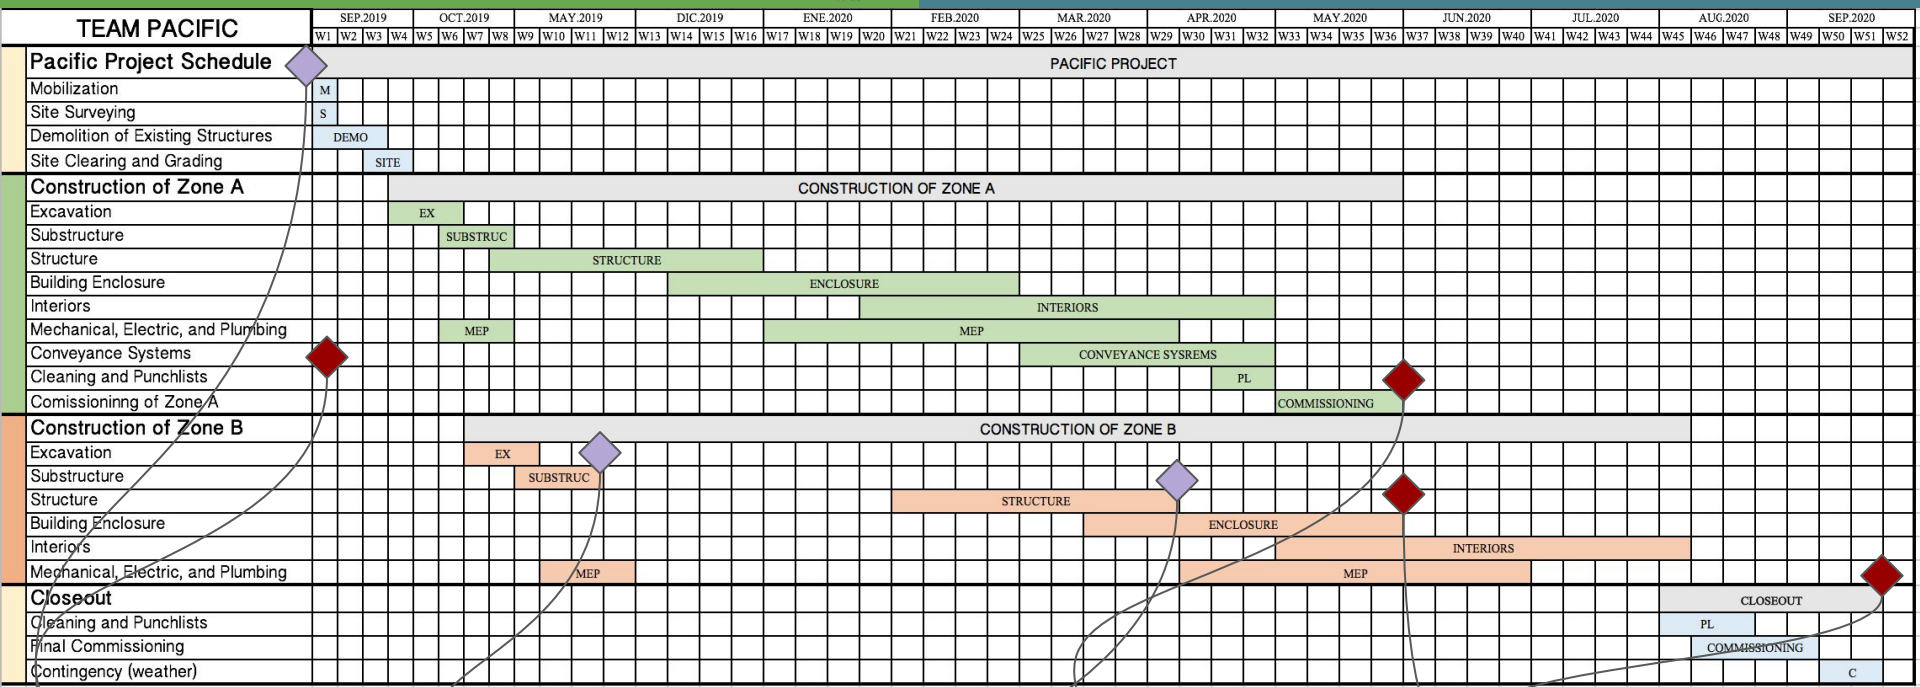 TEAM PACIFIC
SEP.2019 OCT.2019 MAY.2019 DIC.2019 ENE.2020 FEB.2020 MAR.2020 APR.2020 MAY.2020 JUN.2020 JUL.2020 AUG.2020 SEP.2020
W1 W2 W3 W4 W5 W6 W7 W8 W9 W10 W11 W12 W13 W14 W15 W16 W17 W18 W19 W20 W21 W22 W23 W24 W25 W26 W27 W28 W29 W30 W31 W32 W33 W34 W35 W36 W37 W38 W39 W40 W41 W42 W43 W44 W45 W46 W47 W48 W49 W50 W51 W52
Pacific Project Schedule PACIFIC PROJECT
Mobilization M
Site Surveying S
Demolition of Existing Structures DEMO
Site Clearing and Grading SITE
Construction of Zone A CONSTRUCTION OF ZONE A
Excavation EX
Substructure SUBSTRUC
Structure STRUCTURE
Building Enclosure ENCLOSURE
Interiors INTERIORS
Mechanical, Electric, and Plumbing MEP MEP
Conveyance Systems CONVEYANCE SYSREMS
Cleaning and Punchlists PL
Comissioninng of Zone A COMMISSIONING
Construction of Zone B CONSTRUCTION OF ZONE B
Excavation EX
Substructure SUBSTRUC
Structure STRUCTURE
Building Enclosure ENCLOSURE
Interiors INTERIORS
Mechanical, Electric, and Plumbing MEP MEP
Closeout CLOSEOUT
Cleaning and Punchlists PL
Final Commissioning COMMISSIONING
Contingency (weather) C